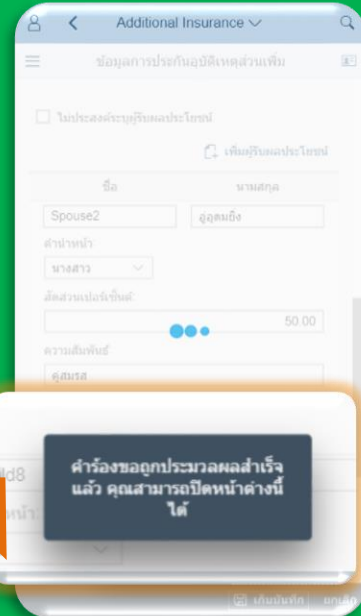 Additional Insurance
ข้อมูลการประกันอุบัติเหตุส่วนเพิ่ม
ไม่ประสงค์ระบุผู้รับผลประโยชน์
เพิ่มผู้รับผลประโยชน์
ชื่อ นามสกุล
Spouse2 อู่อุดมยิ่ง
คำนำหน้า
นางสาว
สัดส่วนเปอร์เซ็นต์:
50.00
ความสัมพันธ์
คู่สมรส
คำร้องขอถูกประมวลผลสำเร็จ
แล้ว คุณสามารถปิดหน้าต่างนี้
ได้
เก็บบันทึก ยกเลิก